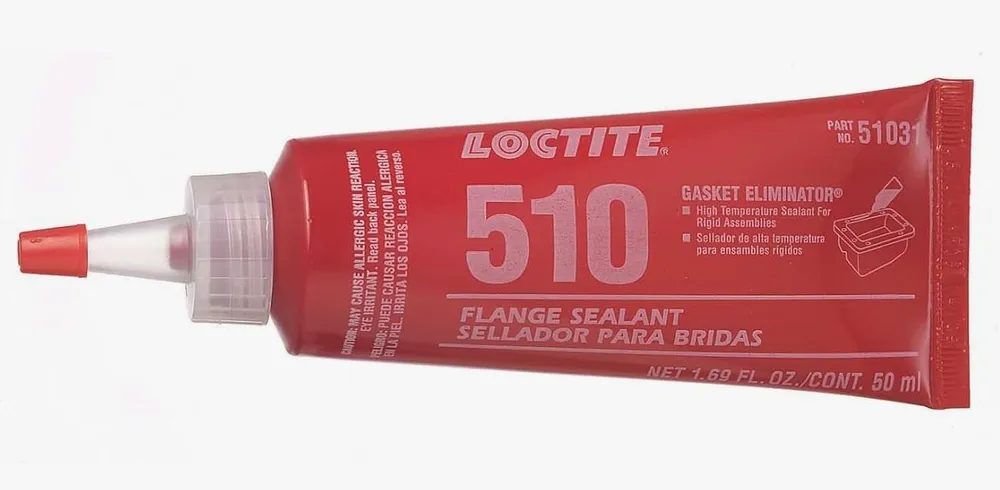 LOCTITE®
510
FLANGE SEALANT
SELLADOR PARA BRIDAS
NET 1.69 FL. OZ./CONT. 50 ml
PART NO. 51031
GASKET ELIMINATOR®
■ High Temperature Sealant For
Rigid Assemblies
■ Sellador de alta temperatura
para ensambles rígidos
CAUTION: MAY CAUSE ALLERGIC SKIN REACTION.
EYE IRRITANT. Read back panel.
PELIGRO: PUEDE CAUSAR REACCION ALERGICA
EN LA PIEL. IRRITA LOS OJOS. Lea al reverso.